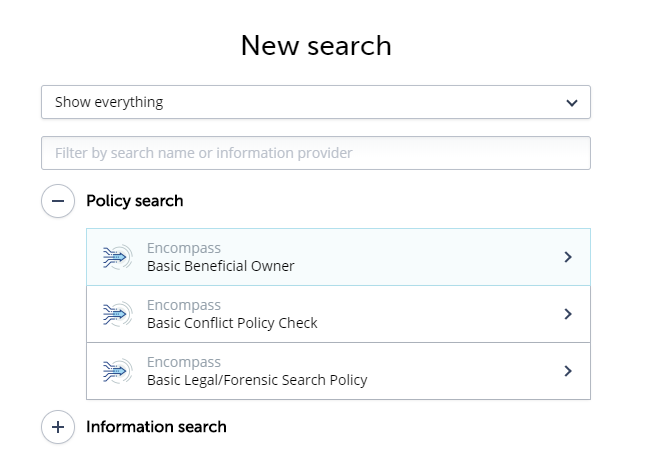 New search
Show everything
Filter by search name or information provider
Policy search
Encompass
Basic Beneficial Owner
Encompass
Basic Conflict Policy Check
Encompass
Basic Legal/Forensic Search Policy
Information search